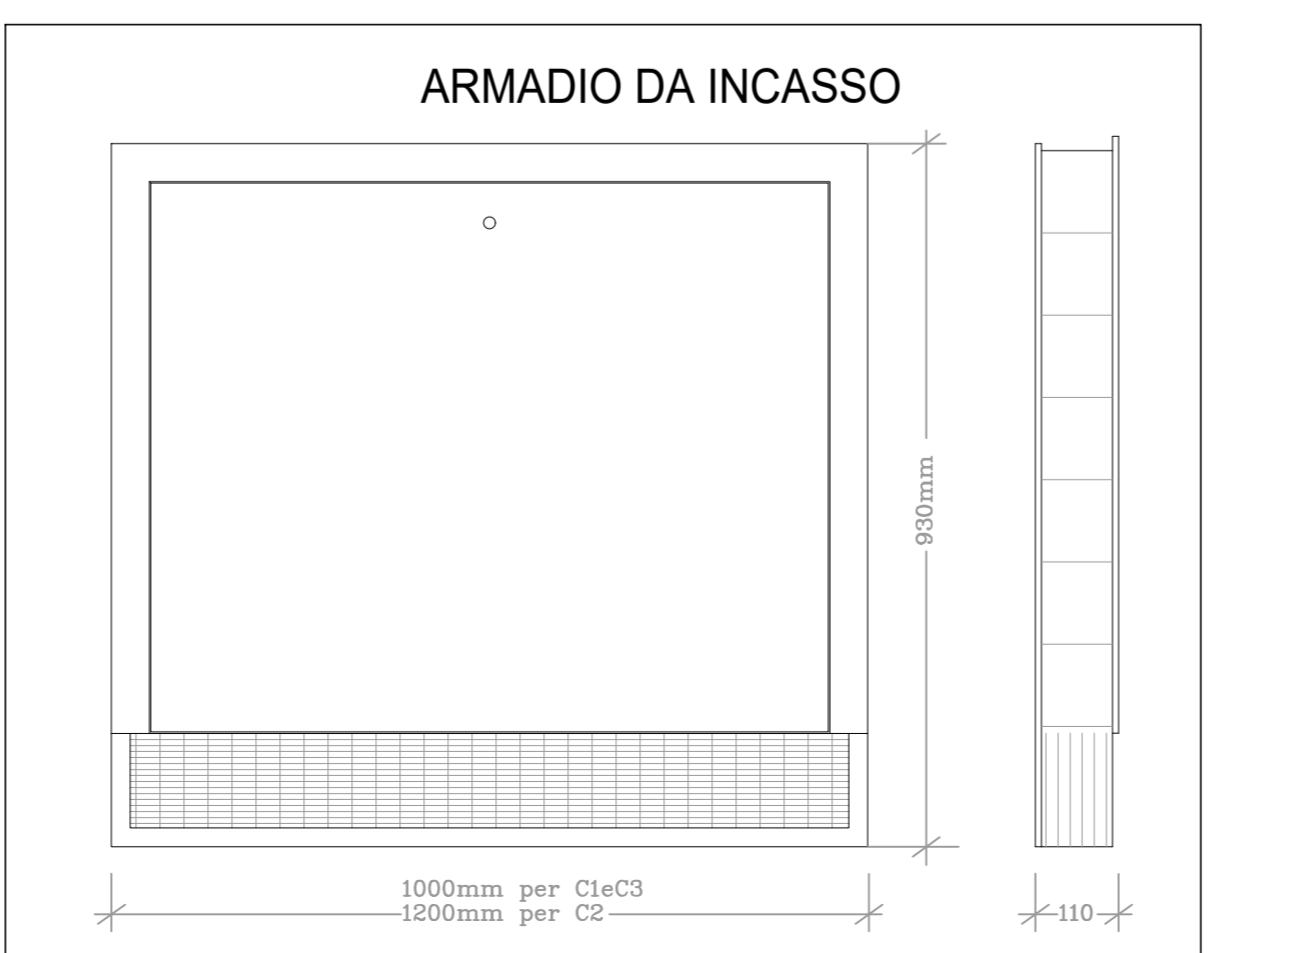 ARMADIO DA INCASSO
930mm
1000mm per C1eC3
1200mm per C2
110